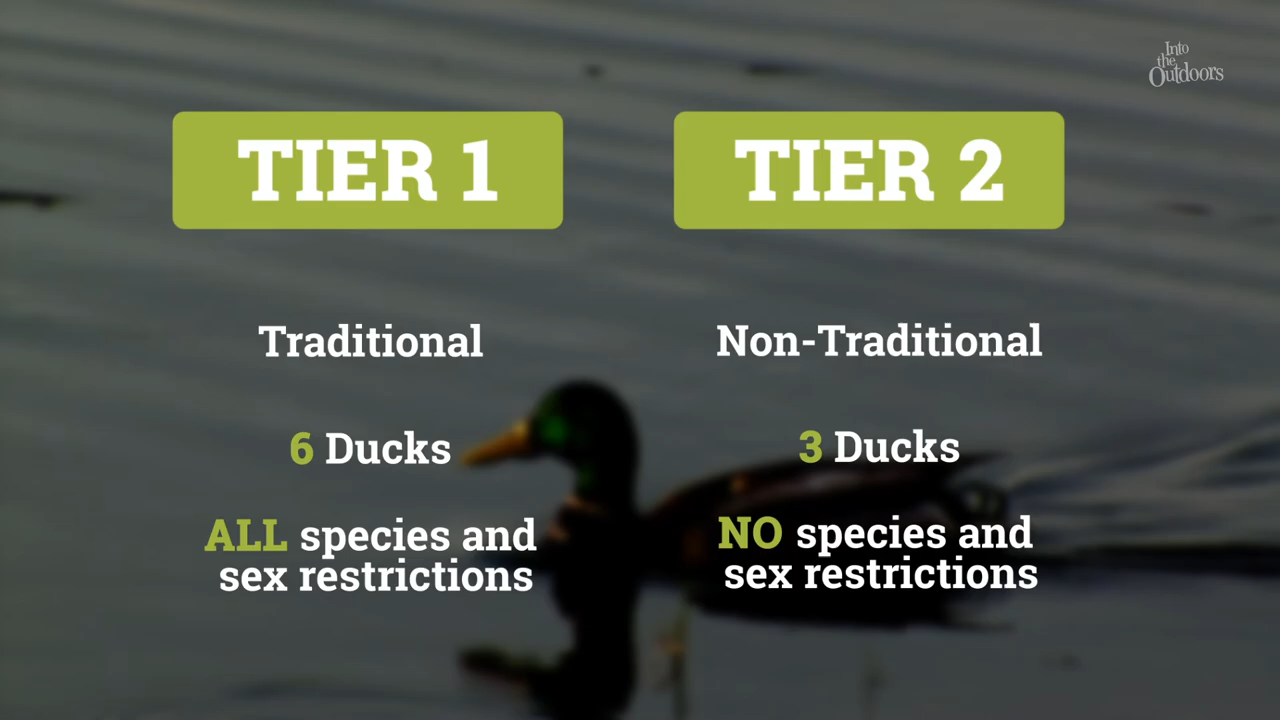 Into
the
Outdoors
TIER 1
TIER 2
Traditional
Non-Traditional
6 Ducks
3 Ducks
ALL species and
sex restrictions
NO species and
sex restrictions